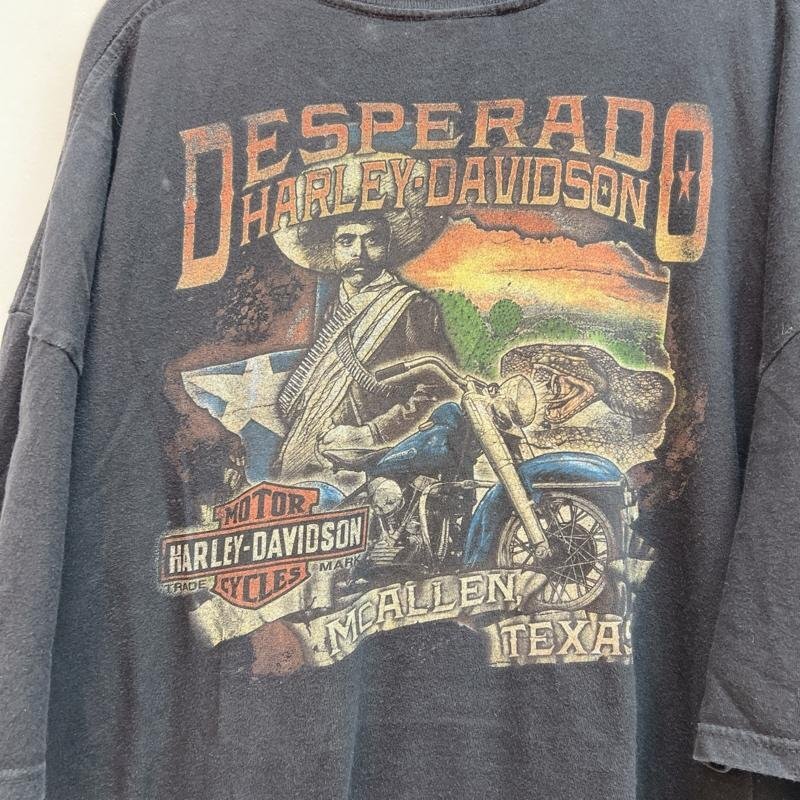 DESPERADO
HARLEY-DAVIDSON
MOTOR
HARLEY-DAVIDSON
TRADE CYCLES MARK
MCALLEN,
TEXAS